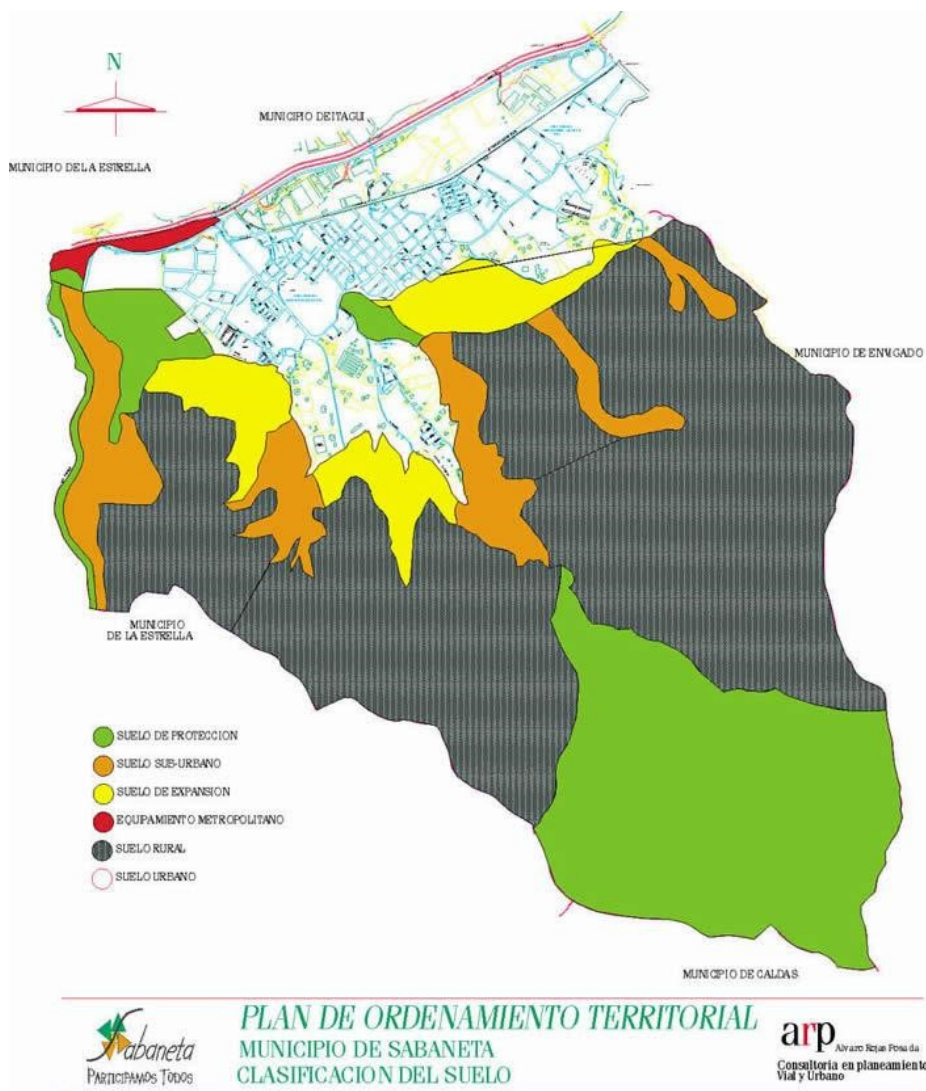 N
MUNICIPIO DE ITAGUI
MUNICIPIO DE LA ESTRELLA
MUNICIPIO DE ENVIGADO
MUNICIPIO
DE LA ESTRELLA
SUELO DE PROTECCION
SUELO SUB-URBANO
SUELO DE EXPANSION
EQUIPAMIENTO METROPOLITANO
SUELO RURAL
SUELO URBANO
MUNICIPIO DE CALDAS
Sabaneta
PARTICIPAMOS TODOS
PLAN DE ORDENAMIENTO TERRITORIAL
MUNICIPIO DE SABANETA
CLASIFICACION DEL SUELO
arp Alvaro Rojas Posada
Consultoría en planeamiento
Vial y Urbano